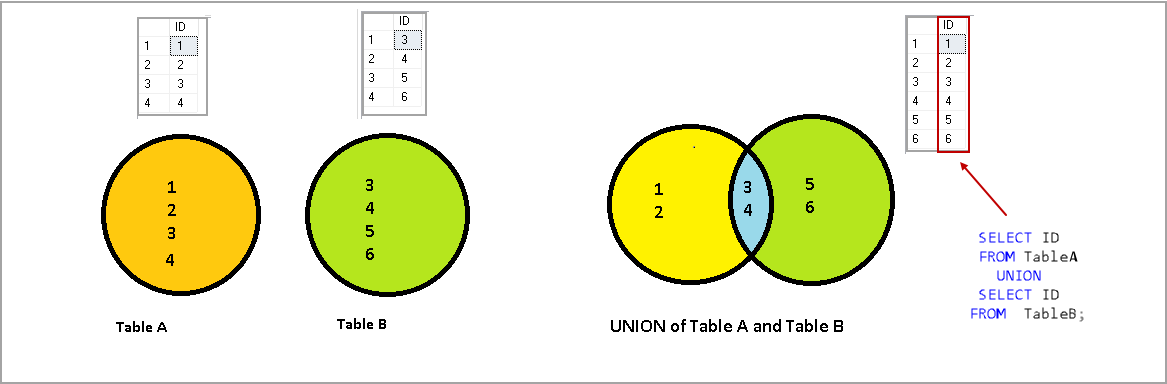 ID
1 1
2 2
3 3
4 4
ID
1 3
2 4
3 5
4 6
ID
1 1
2 2
3 3
4 4
5 5
6 6
1
2
3
4
Table A
3
4
5
6
Table B
1
2
3
4
5
6
UNION of Table A and Table B
SELECT ID
FROM TableA
UNION
SELECT ID
FROM TableB;